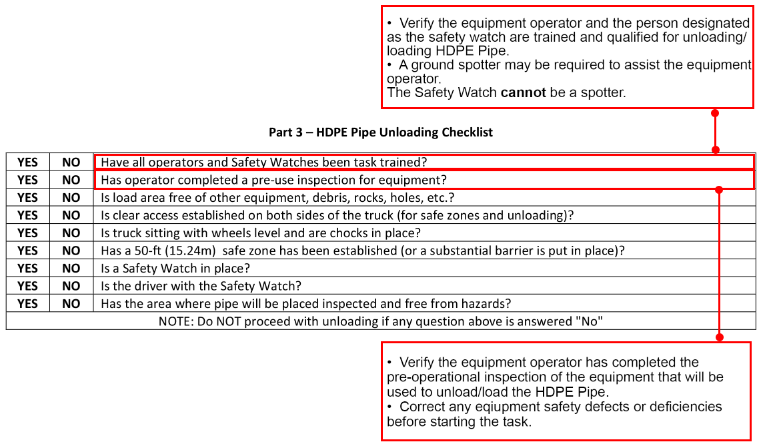 • Verify the equipment operator and the person designated
as the safety watch are trained and qualified for unloading/
loading HDPE Pipe.
• A ground spotter may be required to assist the equipment
operator.
The Safety Watch cannot be a spotter.
Part 3 – HDPE Pipe Unloading Checklist
YES NO Have all operators and Safety Watches been task trained?
YES NO Has operator completed a pre-use inspection for equipment?
YES NO Is load area free of other equipment, debris, rocks, holes, etc.?
YES NO Is clear access established on both sides of the truck (for safe zones and unloading)?
YES NO Is truck sitting with wheels level and are chocks in place?
YES NO Has a 50-ft (15.24m) safe zone has been established (or a substantial barrier is put in place)?
YES NO Is a Safety Watch in place?
YES NO Is the driver with the Safety Watch?
YES NO Has the area where pipe will be placed inspected and free from hazards?
NOTE: Do NOT proceed with unloading if any question above is answered "No"
• Verify the equipment operator has completed the
pre-operational inspection of the equipment that will be
used to unload/load the HDPE Pipe.
• Correct any eqiupment safety defects or deficiencies
before starting the task.